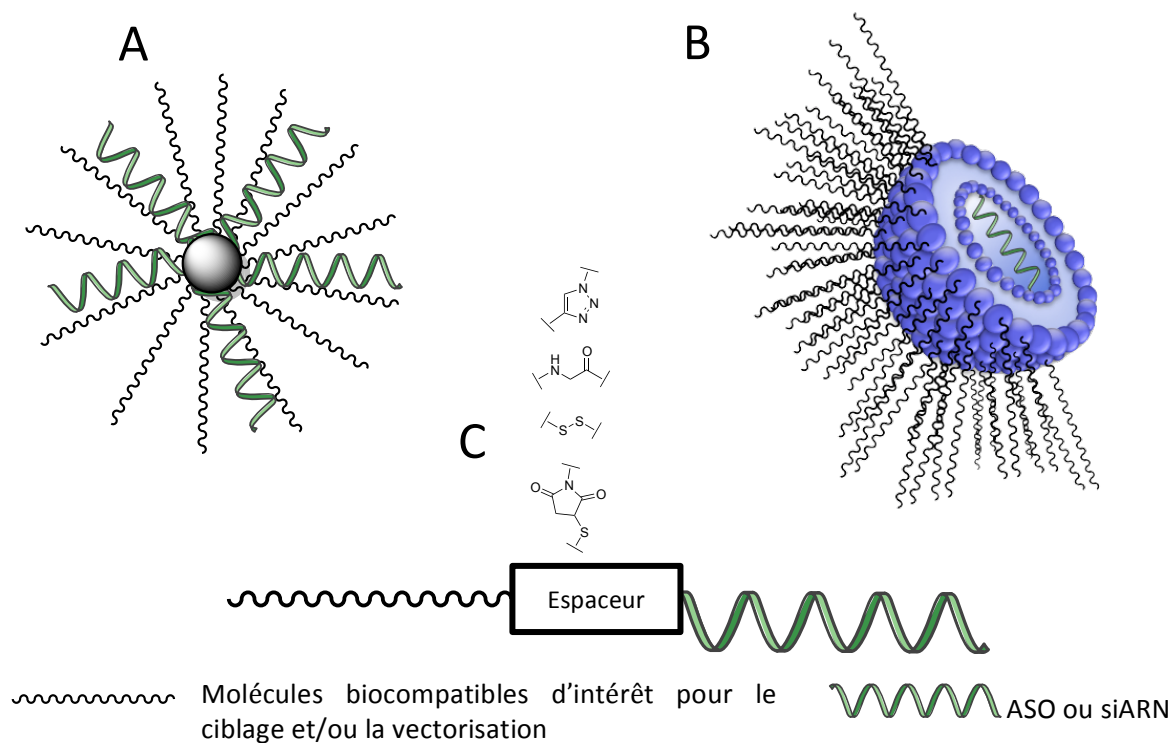 A
B
N
N
N
H
N
O
S
S
C
N
O
O
S
Espaceur
Molécules biocompatibles d'intérêt pour le
ciblage et/ou la vectorisation
ASO ou siARN